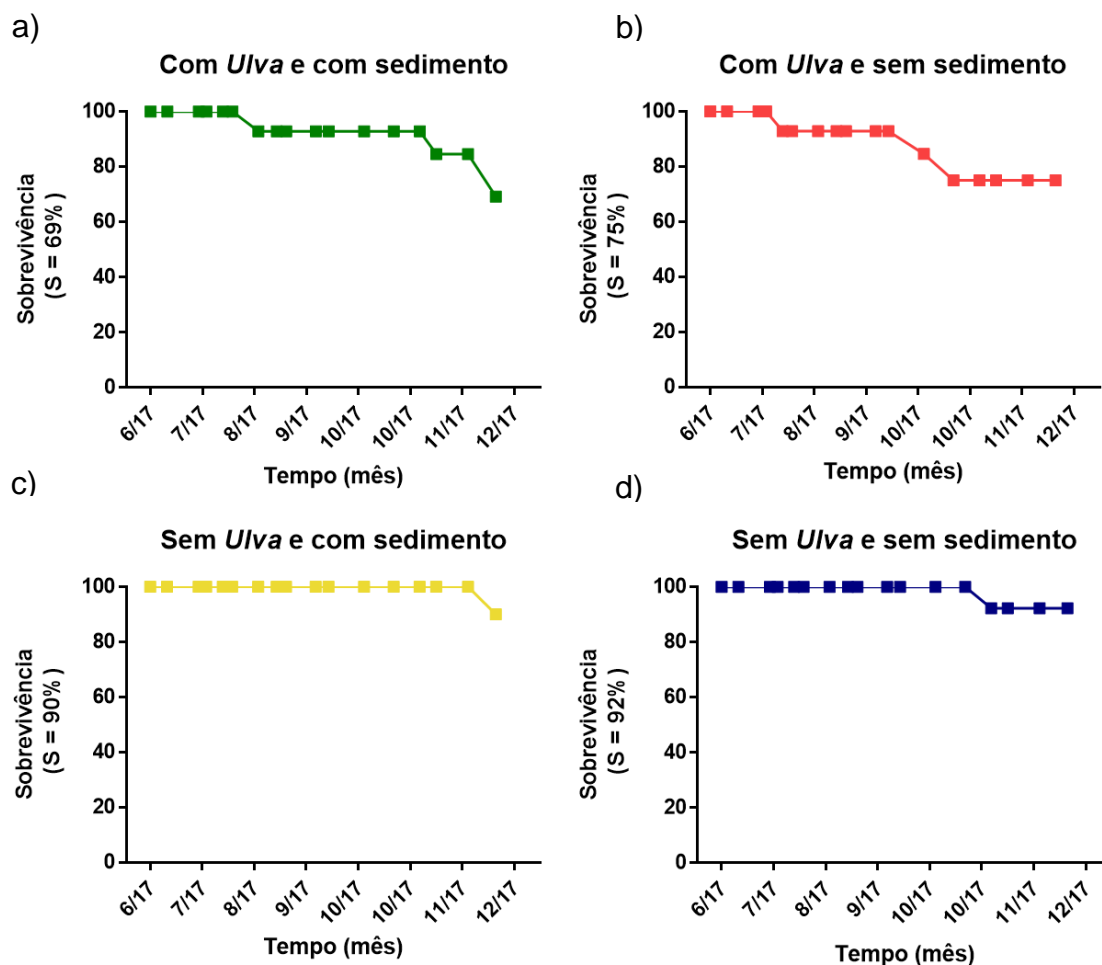 a)
Com Ulva e com sedimento
Sobrevivência
(S = 69%)
100
80
60
40
20
0
6/17
7/17
8/17
9/17
10/17
10/17
11/17
12/17
Tempo (mês)
b)
Com Ulva e sem sedimento
Sobrevivência
(S = 75%)
100
80
60
40
20
0
6/17
7/17
8/17
9/17
10/17
10/17
11/17
12/17
Tempo (mês)
c)
Sem Ulva e com sedimento
Sobrevivência
(S = 90%)
100
80
60
40
20
0
6/17
7/17
8/17
9/17
10/17
10/17
11/17
12/17
Tempo (mês)
d)
Sem Ulva e sem sedimento
Sobrevivência
(S = 92%)
100
80
60
40
20
0
6/17
7/17
8/17
9/17
10/17
10/17
11/17
12/17
Tempo (mês)